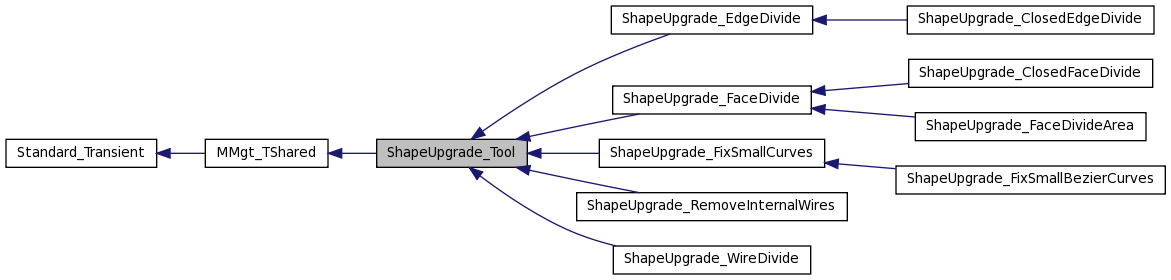 ShapeUpgrade_EdgeDivide
ShapeUpgrade_ClosedEdgeDivide
ShapeUpgrade_ClosedFaceDivide
ShapeUpgrade_FaceDivide
ShapeUpgrade_FaceDivideArea
Standard_Transient
MMgt_TShared
ShapeUpgrade_Tool
ShapeUpgrade_FixSmallCurves
ShapeUpgrade_FixSmallBezierCurves
ShapeUpgrade_RemoveInternalWires
ShapeUpgrade_WireDivide